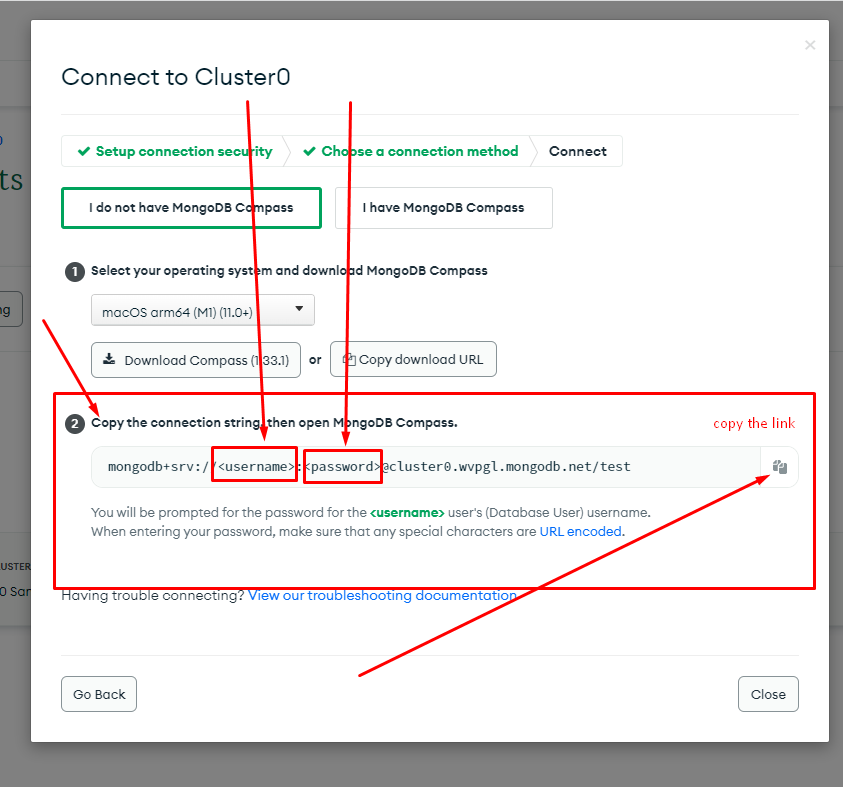 ×
Connect to Cluster0
✔ Setup connection security ✔ Choose a connection method Connect
ts
I do not have MongoDB Compass I have MongoDB Compass
1 Select your operating system and download MongoDB Compass
macOS arm64 (M1) (11.0+)
ng
Download Compass (1.33.1) or Copy download URL
2 Copy the connection string, then open MongoDB Compass. copy the link
mongodb+srv://<username>:<password>@cluster0.wvpgl.mongodb.net/test
You will be prompted for the password for the <username> user's (Database User) username.
When entering your password, make sure that any special characters are URL encoded.
LUSTER
0 San
Having trouble connecting? View our troubleshooting documentation
Go Back Close